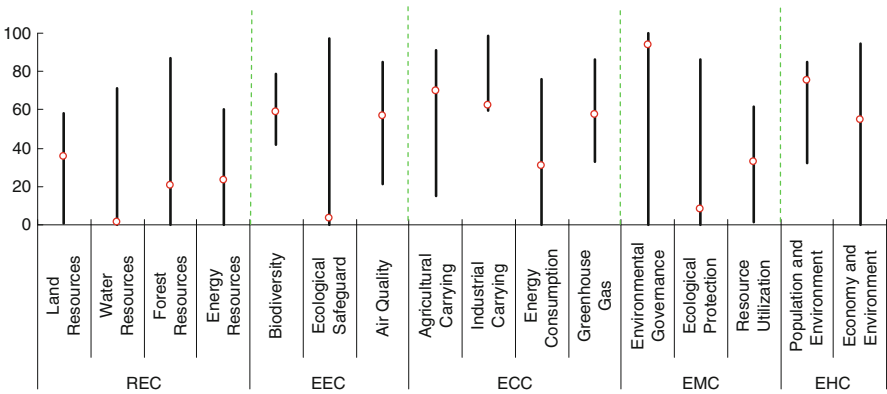 100
80
60
40
20
0
Land
Resources
Water
Resources
Forest
Resources
Energy
Resources
Biodiversity
Ecological
Safeguard
Air Quality
Agricultural
Carrying
Industrial
Carrying
Energy
Consumption
Greenhouse
Gas
Environmental
Governance
Ecological
Protection
Resource
Utilization
Population and
Environment
Economy and
Environment
REC
EEC
ECC
EMC
EHC